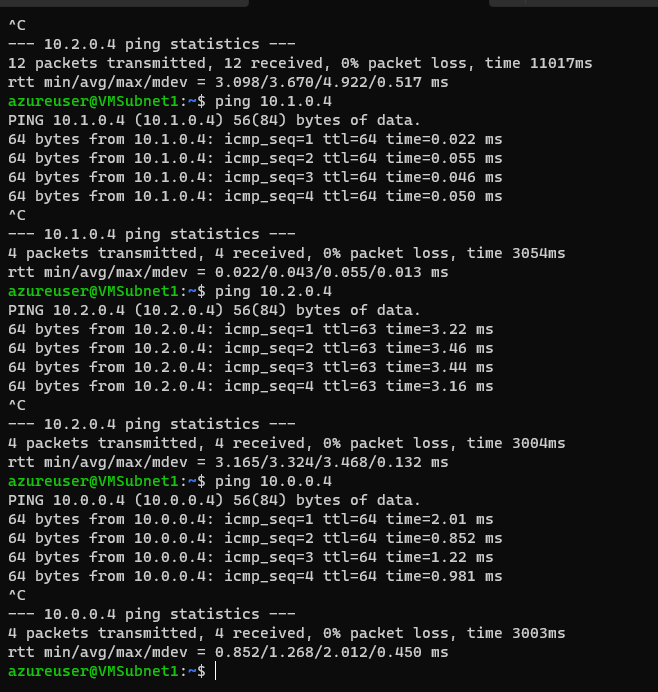 ^C
--- 10.2.0.4 ping statistics ---
12 packets transmitted, 12 received, 0% packet loss, time 11017ms
rtt min/avg/max/mdev = 3.098/3.670/4.922/0.517 ms
azureuser@VMSubnet1:~$ ping 10.1.0.4
PING 10.1.0.4 (10.1.0.4) 56(84) bytes of data.
64 bytes from 10.1.0.4: icmp_seq=1 ttl=64 time=0.022 ms
64 bytes from 10.1.0.4: icmp_seq=2 ttl=64 time=0.055 ms
64 bytes from 10.1.0.4: icmp_seq=3 ttl=64 time=0.046 ms
64 bytes from 10.1.0.4: icmp_seq=4 ttl=64 time=0.050 ms
^C
--- 10.1.0.4 ping statistics ---
4 packets transmitted, 4 received, 0% packet loss, time 3054ms
rtt min/avg/max/mdev = 0.022/0.043/0.055/0.013 ms
azureuser@VMSubnet1:~$ ping 10.2.0.4
PING 10.2.0.4 (10.2.0.4) 56(84) bytes of data.
64 bytes from 10.2.0.4: icmp_seq=1 ttl=63 time=3.22 ms
64 bytes from 10.2.0.4: icmp_seq=2 ttl=63 time=3.46 ms
64 bytes from 10.2.0.4: icmp_seq=3 ttl=63 time=3.44 ms
64 bytes from 10.2.0.4: icmp_seq=4 ttl=63 time=3.16 ms
^C
--- 10.2.0.4 ping statistics ---
4 packets transmitted, 4 received, 0% packet loss, time 3004ms
rtt min/avg/max/mdev = 3.165/3.324/3.468/0.132 ms
azureuser@VMSubnet1:~$ ping 10.0.0.4
PING 10.0.0.4 (10.0.0.4) 56(84) bytes of data.
64 bytes from 10.0.0.4: icmp_seq=1 ttl=64 time=2.01 ms
64 bytes from 10.0.0.4: icmp_seq=2 ttl=64 time=0.852 ms
64 bytes from 10.0.0.4: icmp_seq=3 ttl=64 time=1.22 ms
64 bytes from 10.0.0.4: icmp_seq=4 ttl=64 time=0.981 ms
^C
--- 10.0.0.4 ping statistics ---
4 packets transmitted, 4 received, 0% packet loss, time 3003ms
rtt min/avg/max/mdev = 0.852/1.268/2.012/0.450 ms
azureuser@VMSubnet1:~$